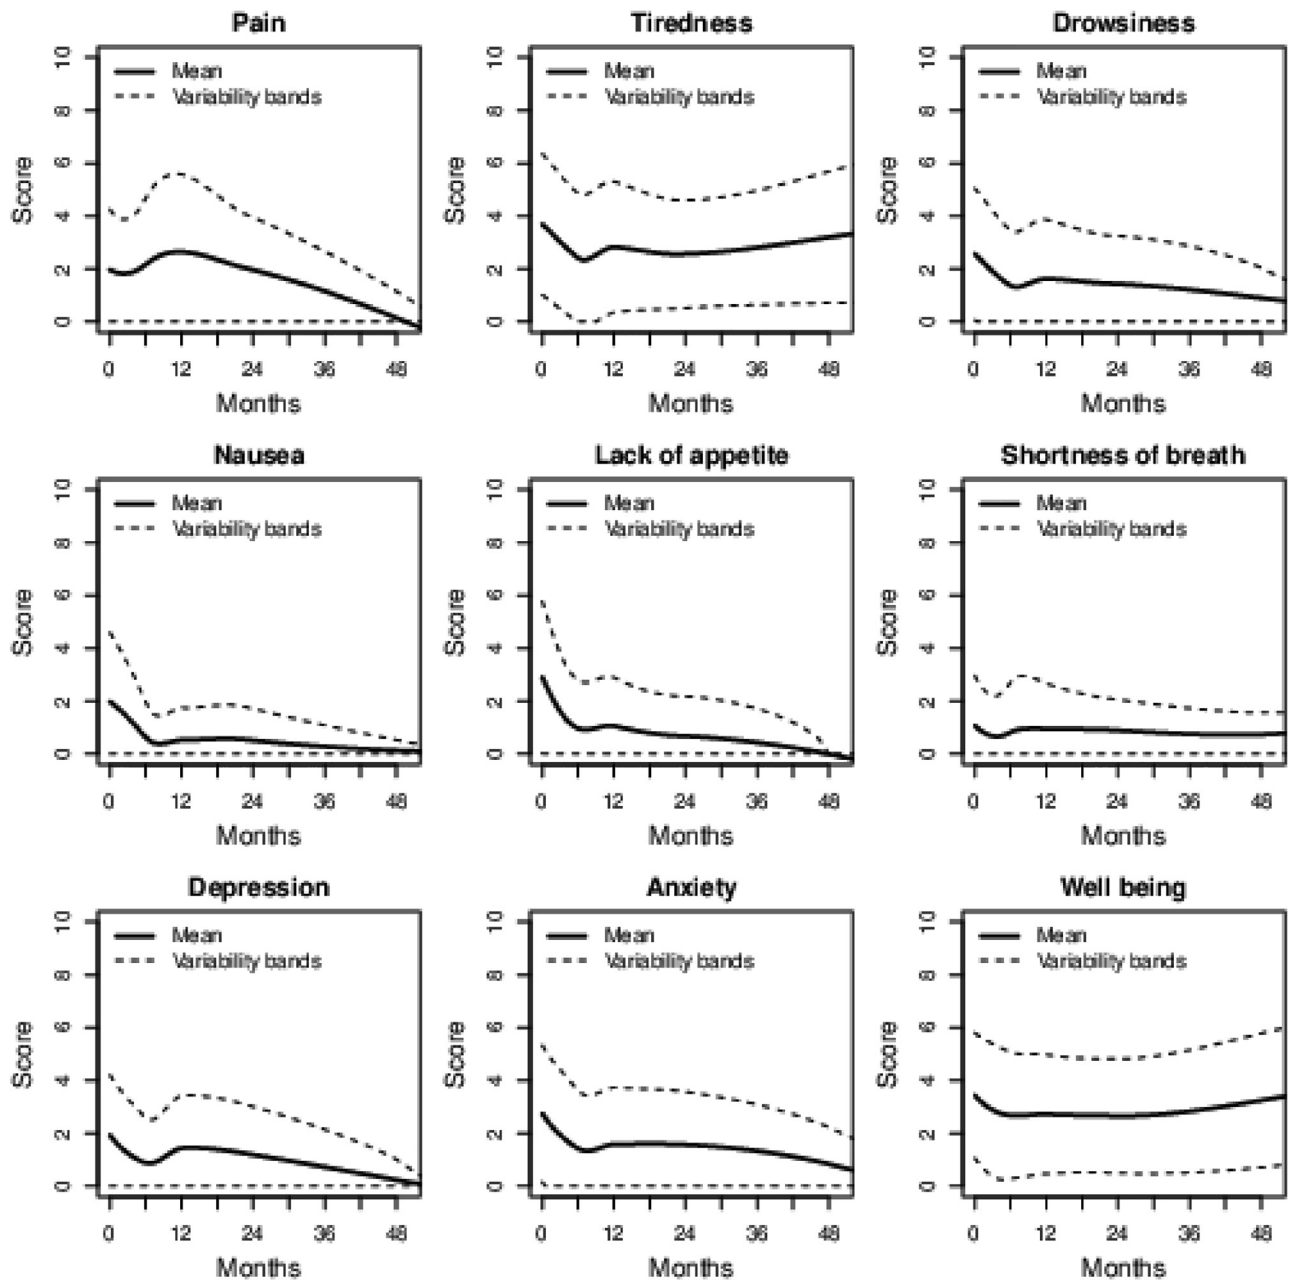 Pain Tiredness Drowsiness
Mean Mean Mean
Variability bands Variability bands Variability bands
Score Score Score
10 8 6 4 2 0 10 8 6 4 2 0 10 8 6 4 2 0
0 12 24 36 48 0 12 24 36 48 0 12 24 36 48
Months Months Months
Nausea Lack of appetite Shortness of breath
Mean Mean Mean
Variability bands Variability bands Variability bands
Score Score Score
10 8 6 4 2 0 10 8 6 4 2 0 10 8 6 4 2 0
0 12 24 36 48 0 12 24 36 48 0 12 24 36 48
Months Months Months
Depression Anxiety Well being
Mean Mean Mean
Variability bands Variability bands Variability bands
Score Score Score
10 8 6 4 2 0 10 8 6 4 2 0 10 8 6 4 2 0
0 12 24 36 48 0 12 24 36 48 0 12 24 36 48
Months Months Months